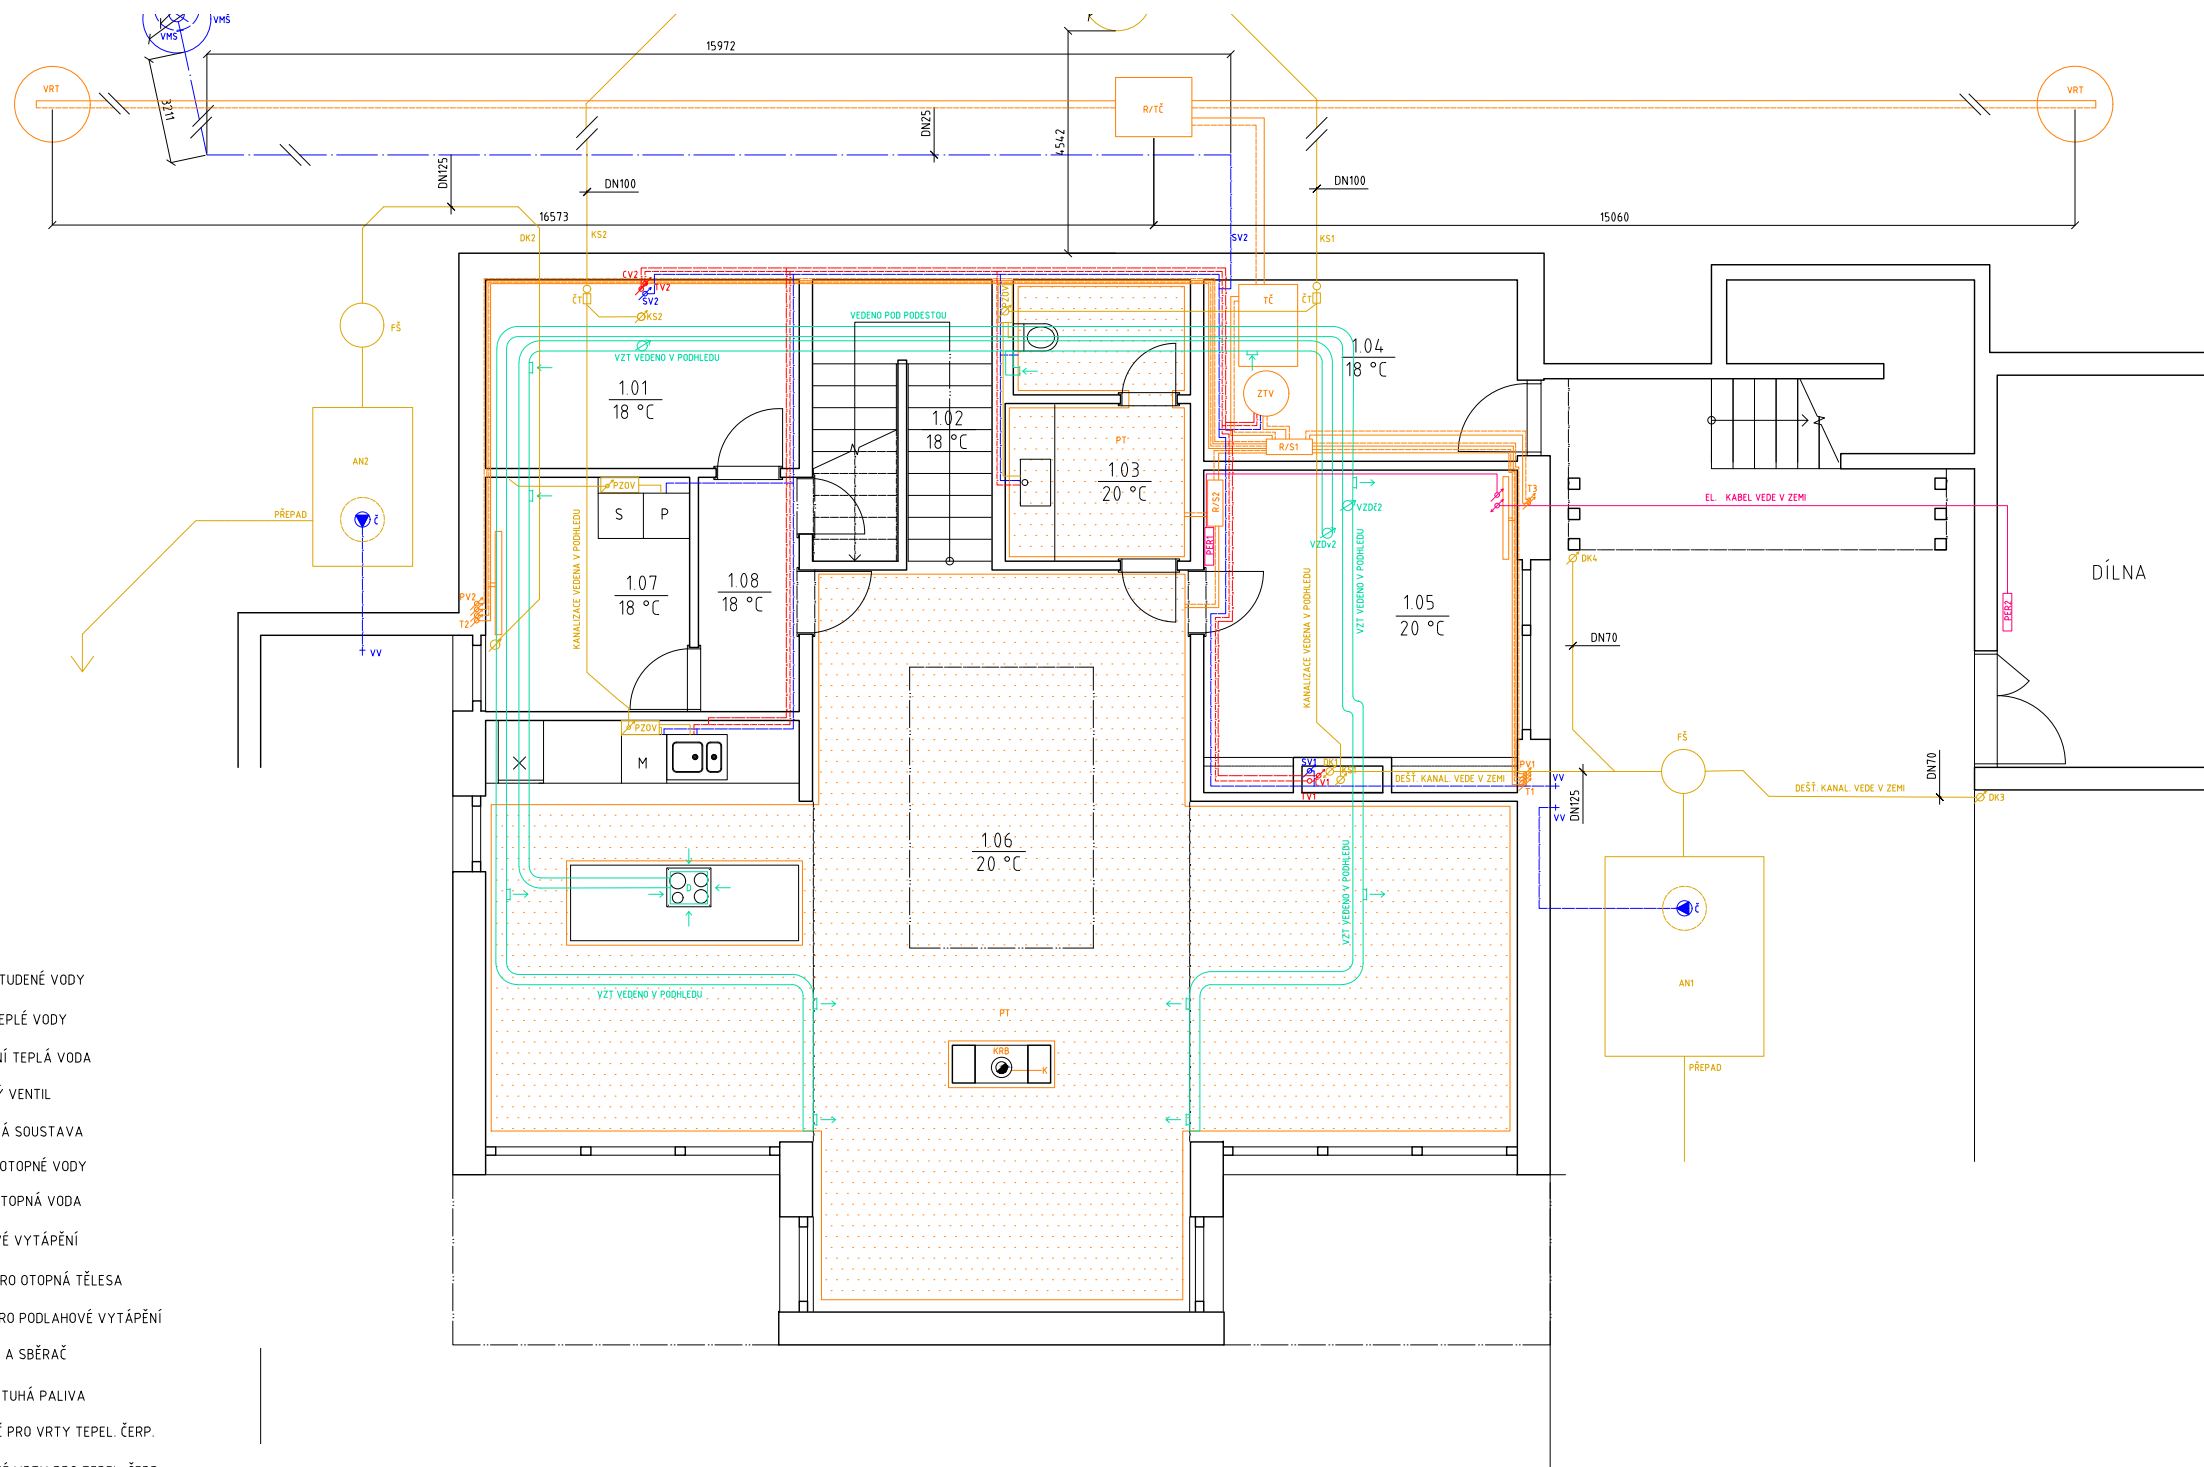 VMŠ
VMŠ
15972
VRT
3211
DN25
4542
R/TČ
VRT
DN125
DN100
DN100
16573
15060
DK2
KS2
SV2
KS1
CV2
TV2
SV2
ČT
KS2
FŠ
VZT VEDENO V PODHLEDU
VEDENO POD PODESTOU
PZOV
TČ
ČT
1.04
18 °C
1.01
18 °C
1.02
18 °C
ZTV
PT
R/S1
AN2
1.03
20 °C
PŘEPAD
Č
PZOV
S
P
KANALIZACE VEDENA V PODHLEDU
R/S2
PER1
VZDč2
VZDv2
T3
EL. KABEL VEDE V ZEMI
DK4
DÍLNA
1.07
18 °C
1.08
18 °C
KANALIZACE VEDENA V PODHLEDU
VZT VEDENO V PODHLEDU
1.05
20 °C
PV2
T2
PER2
VV
DN70
PZOV
M
FŠ
SV1
DK1
KS1
CV1
TV1
DEŠŤ. KANAL. VEDE V ZEMI
PV1
T1
VV
VV
DN125
DEŠŤ. KANAL. VEDE V ZEMI
DN70
DK3
1.06
20 °C
D
VZT VEDENO V PODHLEDU
Č
AN1
VZT VEDENO V PODHLEDU
PT
KRB
K
PŘEPAD
TUDENÉ VODY
EPLÉ VODY
NÍ TEPLÁ VODA
Ý VENTIL
Á SOUSTAVA
OTOPNÉ VODY
TOPNÁ VODA
VÉ VYTÁPĚNÍ
RO OTOPNÁ TĚLESA
RO PODLAHOVÉ VYTÁPĚNÍ
A SBĚRAČ
TUHÁ PALIVA
PRO VRTY TEPEL. ČERP.